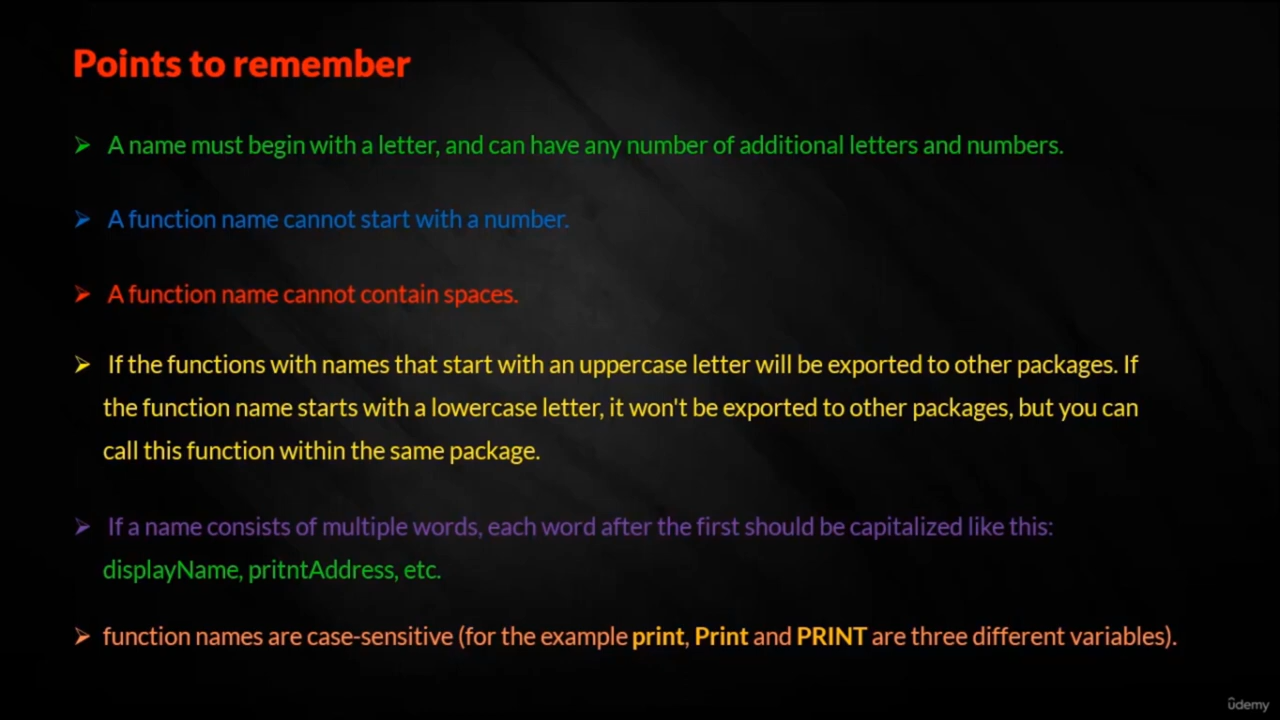 Points to remember
➢ A name must begin with a letter, and can have any number of additional letters and numbers.
➢ A function name cannot start with a number.
➢ A function name cannot contain spaces.
➢ If the functions with names that start with an uppercase letter will be exported to other packages. If
the function name starts with a lowercase letter, it won't be exported to other packages, but you can
call this function within the same package.
➢ If a name consists of multiple words, each word after the first should be capitalized like this:
displayName, pritntAddress, etc.
➢ function names are case-sensitive (for the example print, Print and PRINT are three different variables).
ûdemy